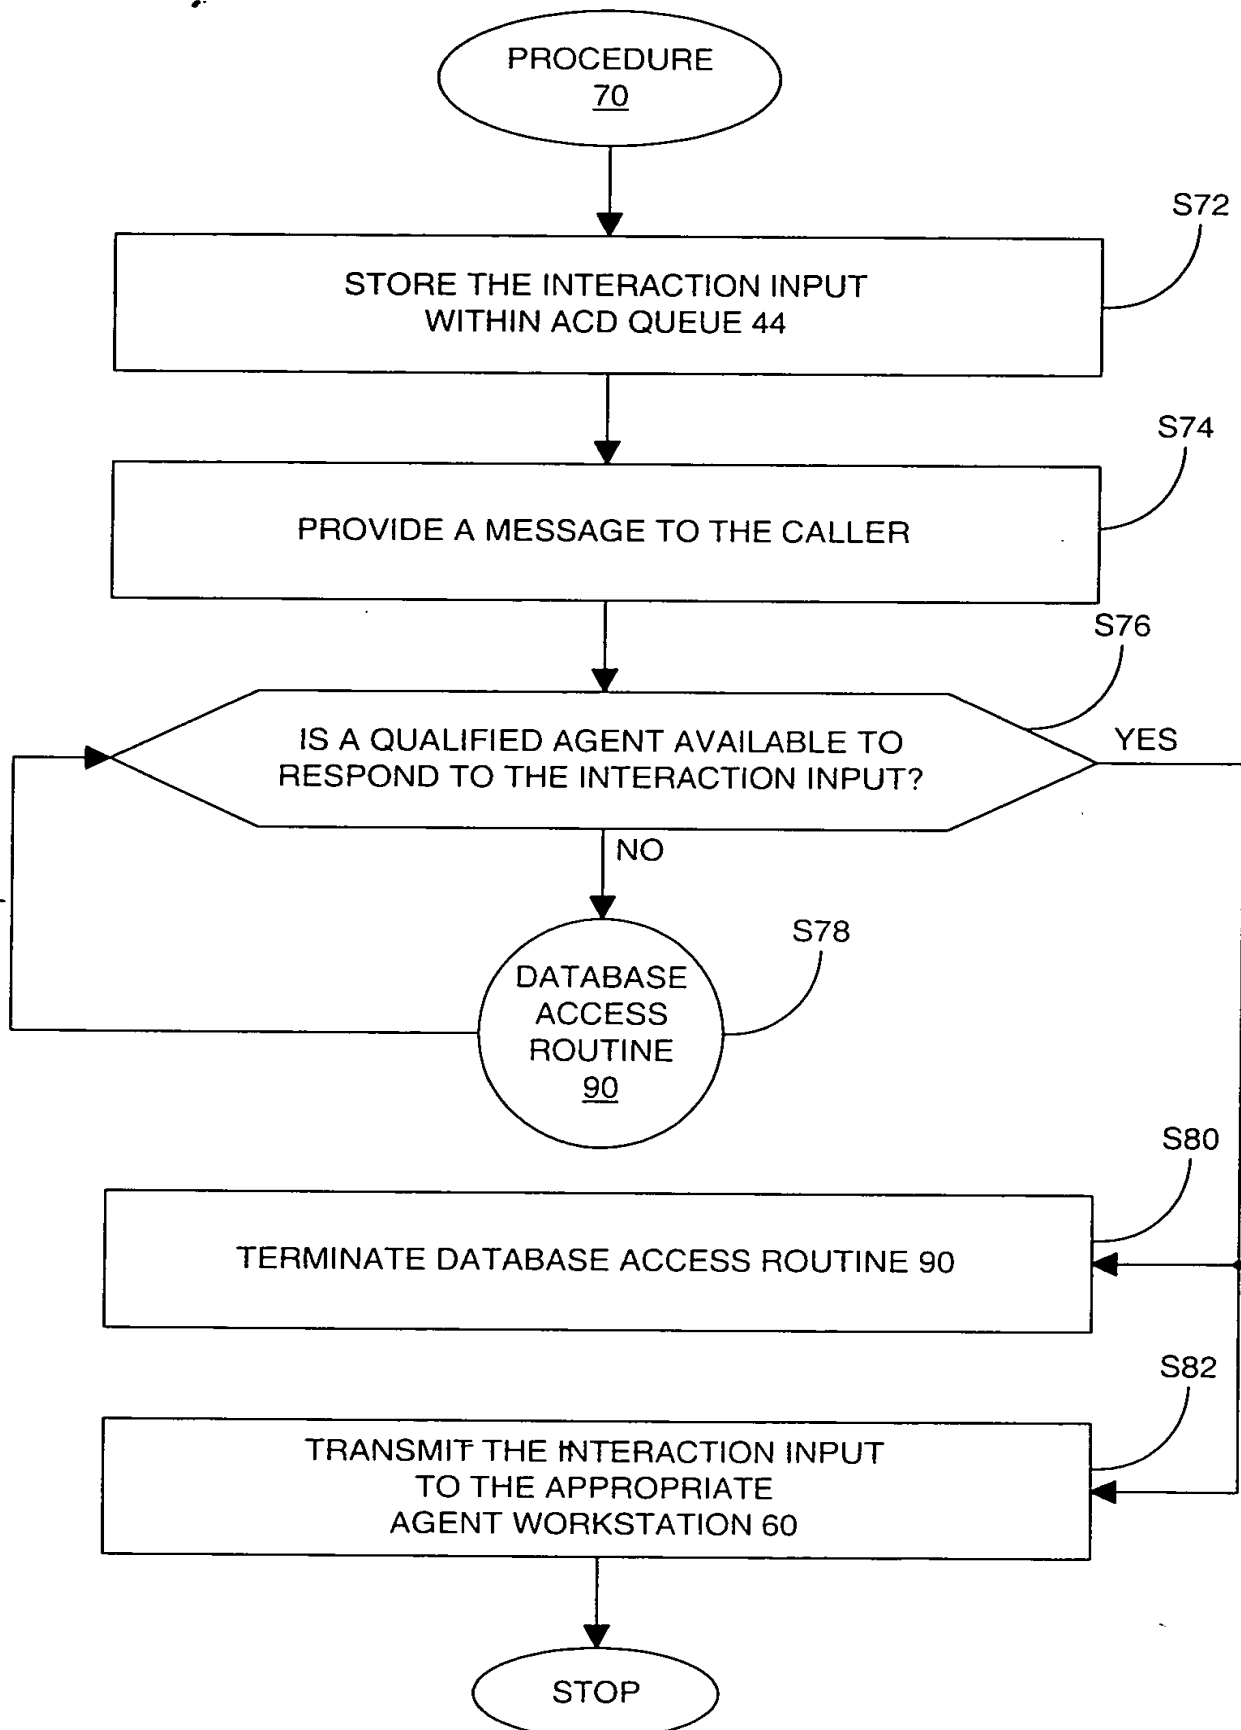 PROCEDURE
70
S72
STORE THE INTERACTION INPUT
WITHIN ACD QUEUE 44
S74
PROVIDE A MESSAGE TO THE CALLER
S76
IS A QUALIFIED AGENT AVAILABLE TO
RESPOND TO THE INTERACTION INPUT?
YES
NO
S78
DATABASE
ACCESS
ROUTINE
90
S80
TERMINATE DATABASE ACCESS ROUTINE 90
S82
TRANSMIT THE INTERACTION INPUT
TO THE APPROPRIATE
AGENT WORKSTATION 60
STOP